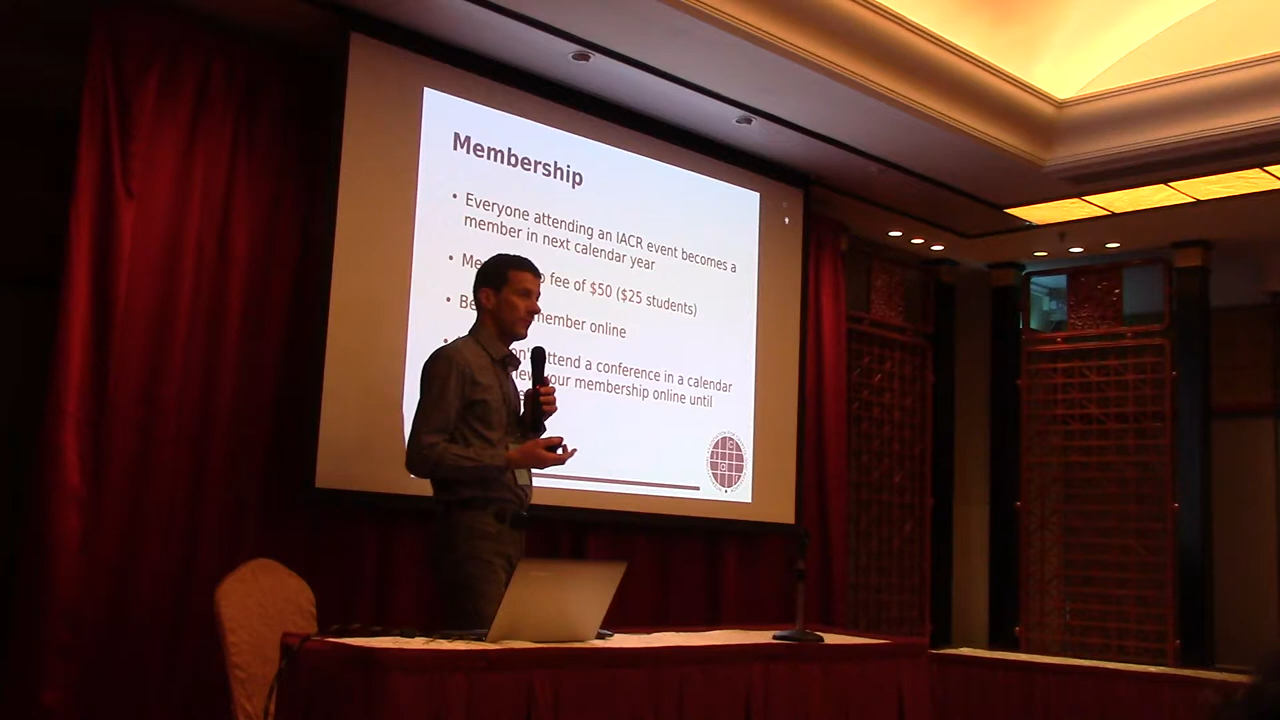 Membership
• Everyone attending an IACR event becomes a
member in next calendar year
• fee of $50 ($25 students)
• member online
attend a conference in a calendar
your membership online until